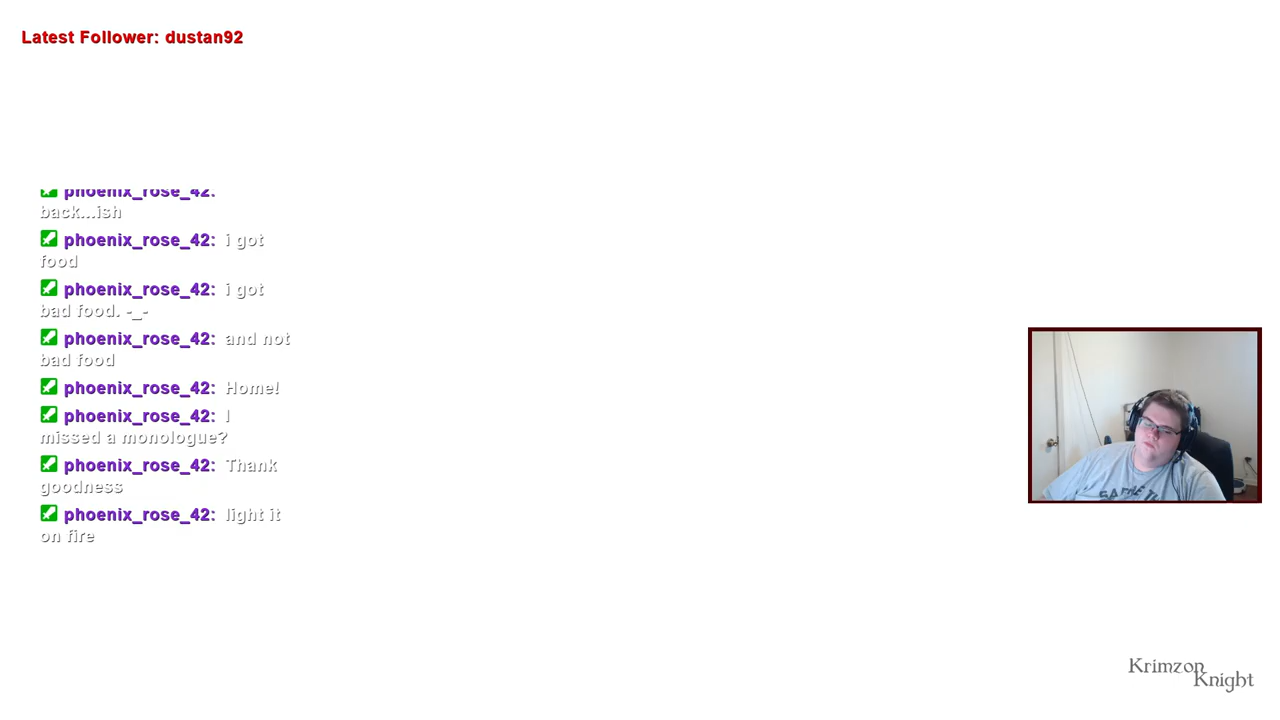 Latest Follower: dustan92
phoenix_rose_42:
back...ish
phoenix_rose_42: i got
food
phoenix_rose_42: i got
bad food. -_-
phoenix_rose_42: and not
bad food
phoenix_rose_42: Home!
phoenix_rose_42: I
missed a monologue?
phoenix_rose_42: Thank
goodness
phoenix_rose_42: light it
on fire
Krimzon
Knight